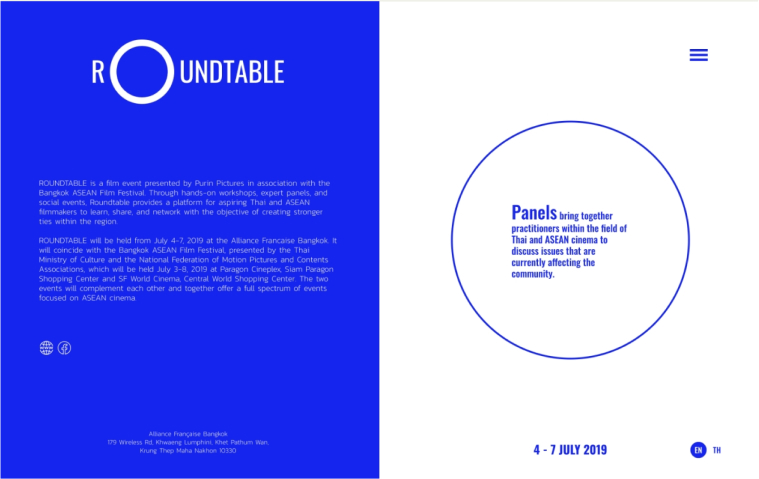 ROUNDTABLE
ROUNDTABLE is a film event presented by Purin Pictures in association with the
Bangkok ASEAN Film Festival. Through hands-on workshops, expert panels, and
social events, Roundtable provides a platform for aspiring Thai and ASEAN
filmmakers to learn, share, and network with the objective of creating stronger
ties within the region.
ROUNDTABLE will be held from July 4-7, 2019 at the Alliance Francaise Bangkok. It
will coincide with the Bangkok ASEAN Film Festival, presented by the Thai
Ministry of Culture and the National Federation of Motion Pictures and Contents
Associations, which will be held July 3-8, 2019 at Paragon Cineplex, Siam Paragon
Shopping Center and SF World Cinema, Central World Shopping Center. The two
events will complement each other and together offer a full spectrum of events
focused on ASEAN cinema.
Alliance Française Bangkok
179 Wireless Rd, Khwaeng Lumphini, Khet Pathum Wan,
Krung Thep Maha Nakhon 10330
Panels bring together
practitioners within the field of
Thai and ASEAN cinema to
discuss issues that are
currently affecting the
community.
4 - 7 JULY 2019
EN TH